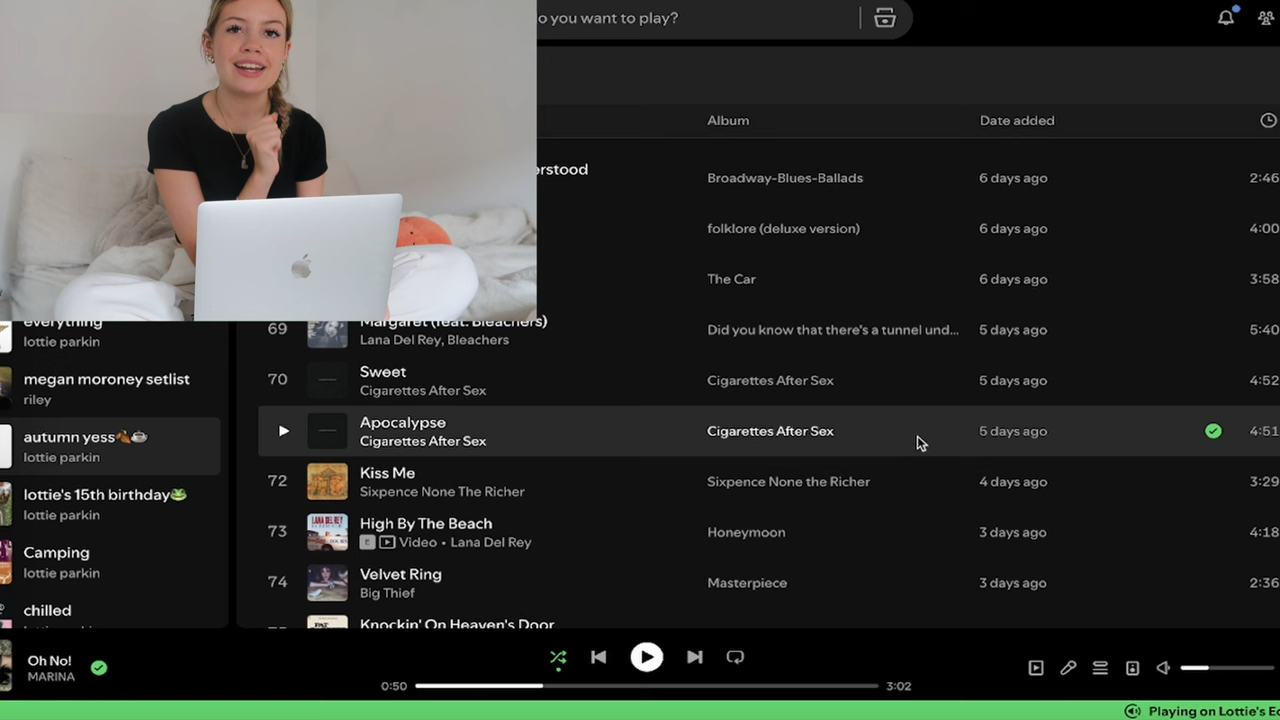 o you want to play?
Album Date added
erstood
Broadway-Blues-Ballads 6 days ago 2:46
folklore (deluxe version) 6 days ago 4:00
The Car 6 days ago 3:58
69 Margaret (feat. Bleachers) Did you know that there's a tunnel und... 5 days ago 5:40
Lana Del Rey, Bleachers
70 Sweet Cigarettes After Sex 5 days ago 4:52
Cigarettes After Sex
Apocalypse Cigarettes After Sex 5 days ago 4:51
Cigarettes After Sex
72 Kiss Me Sixpence None the Richer 4 days ago 3:29
Sixpence None The Richer
73 High By The Beach Honeymoon 3 days ago 4:18
E Video • Lana Del Rey
74 Velvet Ring Masterpiece 3 days ago 2:36
Big Thief
Knockin' On Heaven's Door
everything
lottie parkin
megan moroney setlist
riley
autumn yess🍂☕
lottie parkin
lottie's 15th birthday🐸
lottie parkin
Camping
lottie parkin
chilled
Oh No!
MARINA
0:50 3:02
Playing on Lottie's Ec